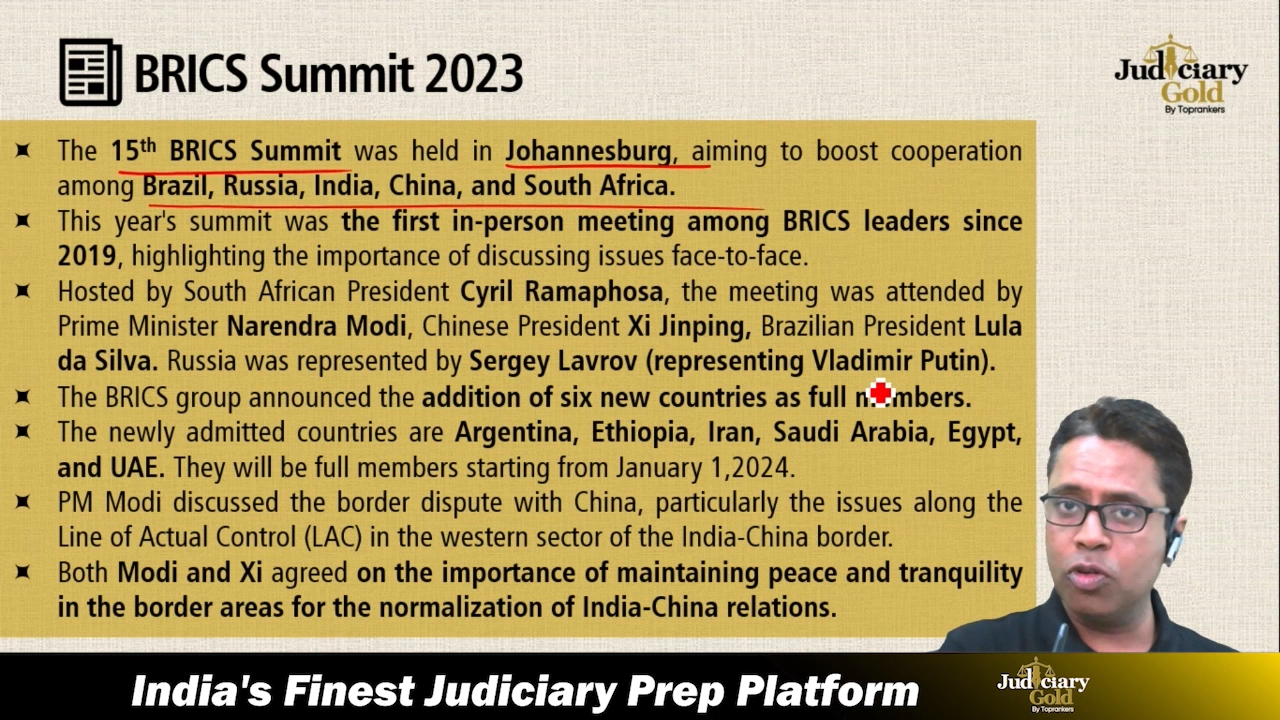 BRICS Summit 2023
Judiciary
Gold
By Toprankers
The 15th BRICS Summit was held in Johannesburg, aiming to boost cooperation
among Brazil, Russia, India, China, and South Africa.
This year's summit was the first in-person meeting among BRICS leaders since
2019, highlighting the importance of discussing issues face-to-face.
Hosted by South African President Cyril Ramaphosa, the meeting was attended by
Prime Minister Narendra Modi, Chinese President Xi Jinping, Brazilian President Lula
da Silva. Russia was represented by Sergey Lavrov (representing Vladimir Putin).
The BRICS group announced the addition of six new countries as full members.
The newly admitted countries are Argentina, Ethiopia, Iran, Saudi Arabia, Egypt,
and UAE. They will be full members starting from January 1,2024.
PM Modi discussed the border dispute with China, particularly the issues along the
Line of Actual Control (LAC) in the western sector of the India-China border.
Both Modi and Xi agreed on the importance of maintaining peace and tranquility
in the border areas for the normalization of India-China relations.
India's Finest Judiciary Prep Platform
Judiciary
Gold
By Toprankers